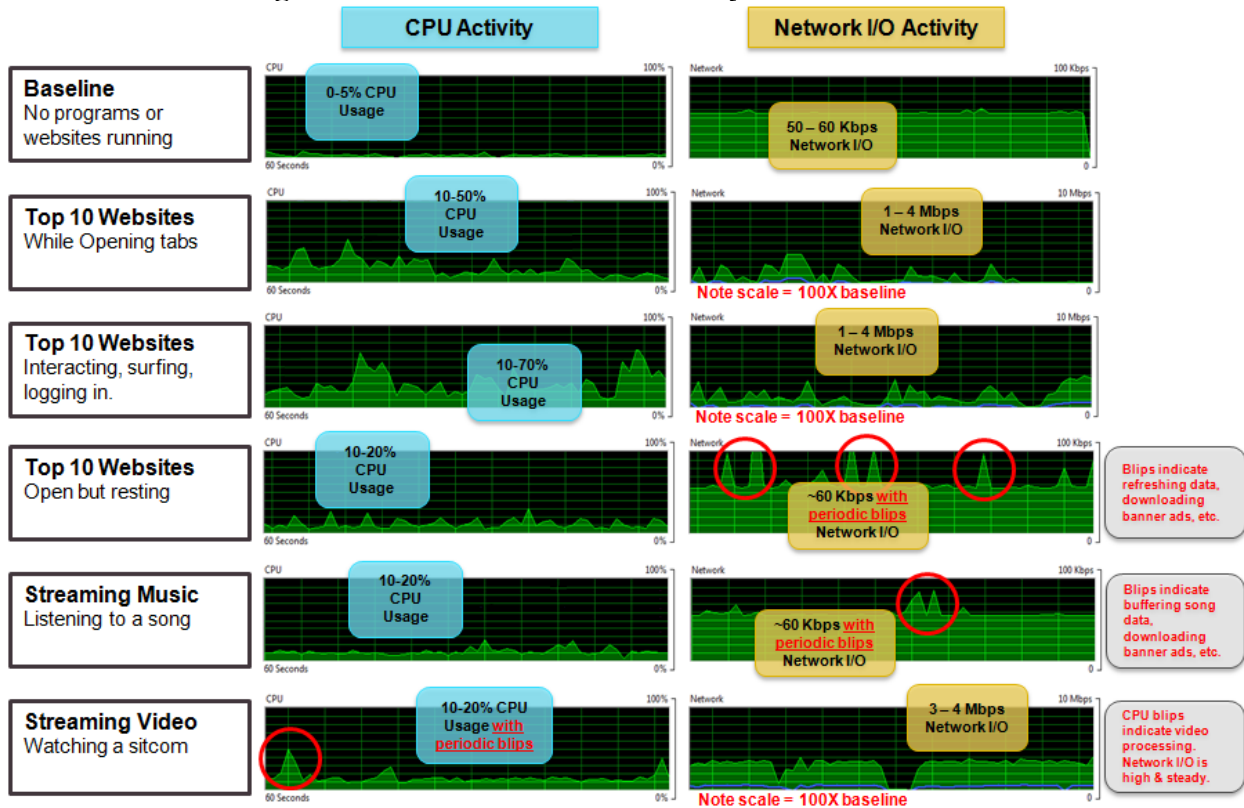 CPU Activity
Network I/O Activity
Baseline
No programs or
websites running
CPU
100%
0-5% CPU
Usage
60 Seconds
0%
Network
100 Kbps
50 – 60 Kbps
Network I/O
0
Top 10 Websites
While Opening tabs
CPU
100%
10-50%
CPU
Usage
60 Seconds
0%
Network
10 Mbps
1 – 4 Mbps
Network I/O
0
Note scale = 100X baseline
Top 10 Websites
Interacting, surfing,
logging in.
CPU
100%
10-70%
CPU
Usage
60 Seconds
0%
Network
10 Mbps
1 – 4 Mbps
Network I/O
0
Note scale = 100X baseline
Top 10 Websites
Open but resting
CPU
100%
10-20%
CPU
Usage
60 Seconds
0%
Network
100 Kbps
~60 Kbps with
periodic blips
Network I/O
0
Blips indicate
refreshing data,
downloading
banner ads, etc.
Streaming Music
Listening to a song
CPU
100%
10-20%
CPU
Usage
60 Seconds
0%
Network
100 Kbps
~60 Kbps with
periodic blips
Network I/O
0
Blips indicate
buffering song
data,
downloading
banner ads, etc.
Streaming Video
Watching a sitcom
CPU
100%
10-20% CPU
Usage with
periodic blips
60 Seconds
0%
Network
10 Mbps
3 – 4 Mbps
Network I/O
0
Note scale = 100X baseline
CPU blips
indicate video
processing.
Network I/O is
high & steady.